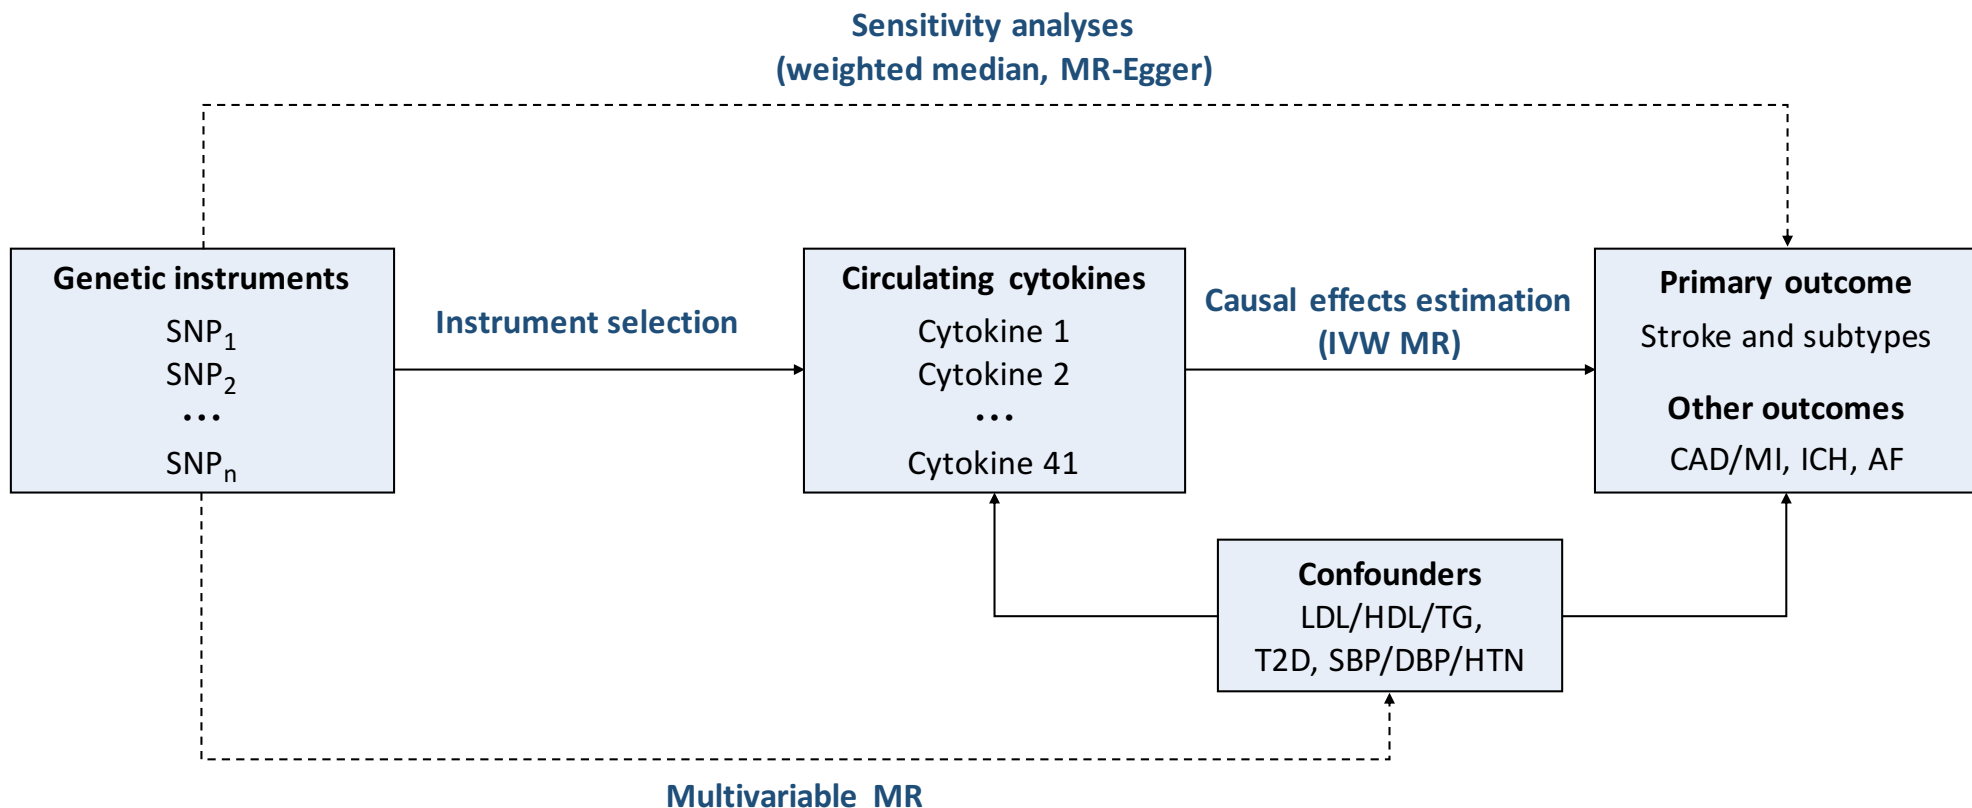 Sensitivity analyses
(weighted median, MR-Egger)
Genetic instruments
SNP₁
SNP₂
...
SNPₙ
Instrument selection
Circulating cytokines
Cytokine 1
Cytokine 2
...
Cytokine 41
Causal effects estimation
(IVW MR)
Primary outcome
Stroke and subtypes
Other outcomes
CAD/MI, ICH, AF
Confounders
LDL/HDL/TG,
T2D, SBP/DBP/HTN
Multivariable MR